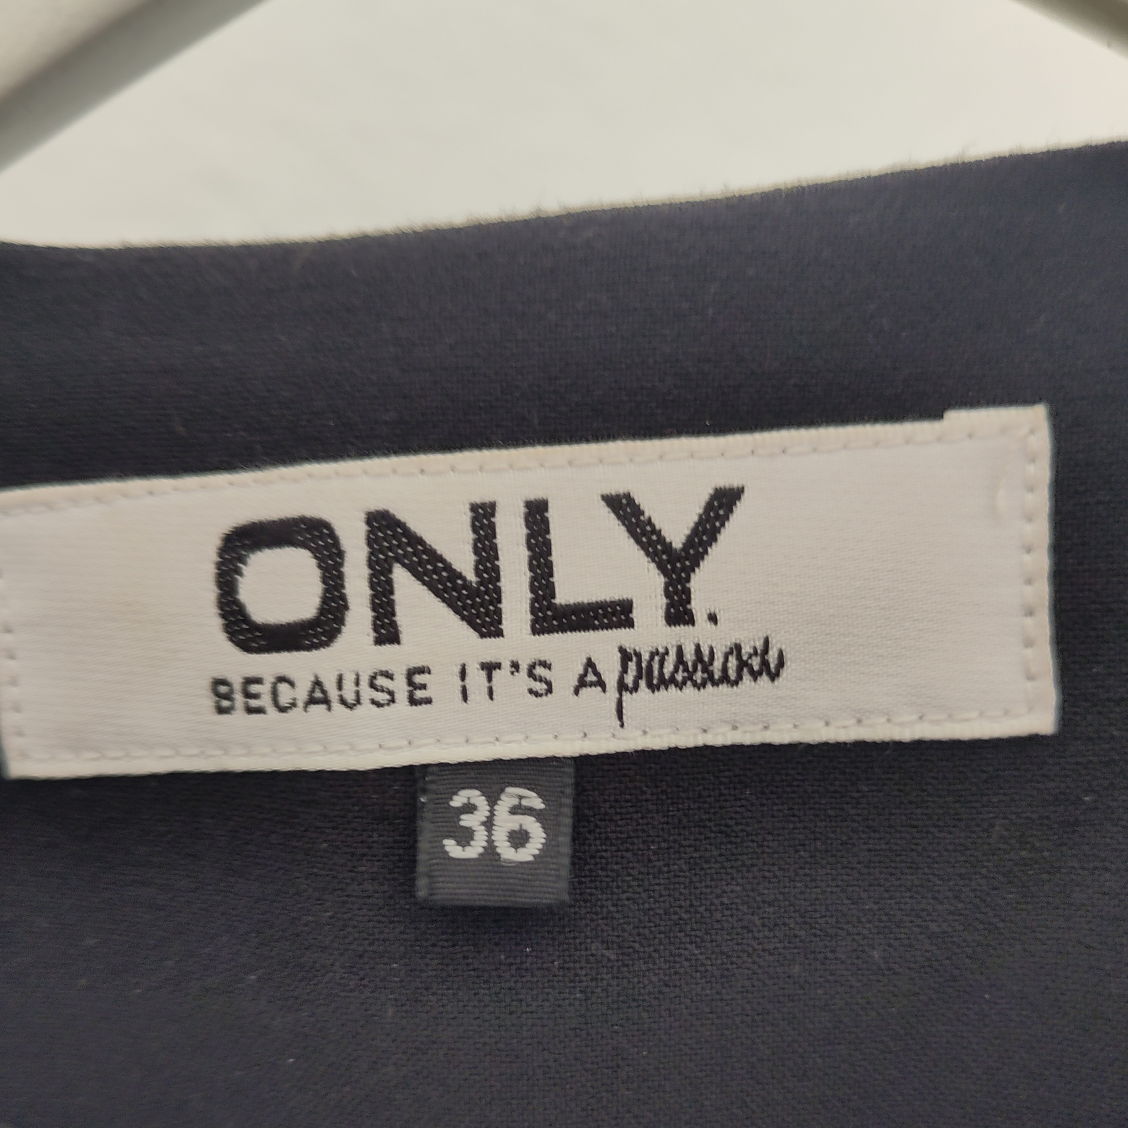 ONLY.
BECAUSE IT'S A passion
36